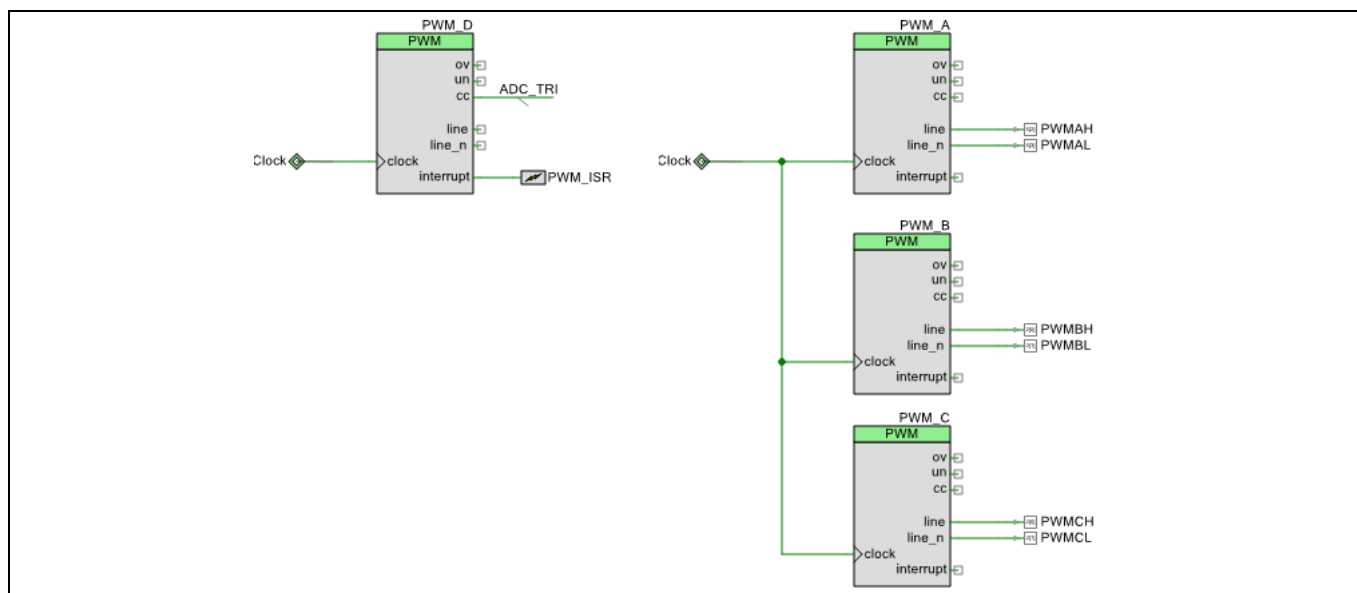 PWM_D
PWM
ov
un
cc
ADC_TRI
line
line_n
Clock
clock
interrupt
PWM_ISR
PWM_A
PWM
ov
un
cc
line
PWMAH
line_n
PWMAL
Clock
clock
interrupt
PWM_B
PWM
ov
un
cc
line
PWMBH
line_n
PWMBL
clock
interrupt
PWM_C
PWM
ov
un
cc
line
PWMCH
line_n
PWMCL
clock
interrupt